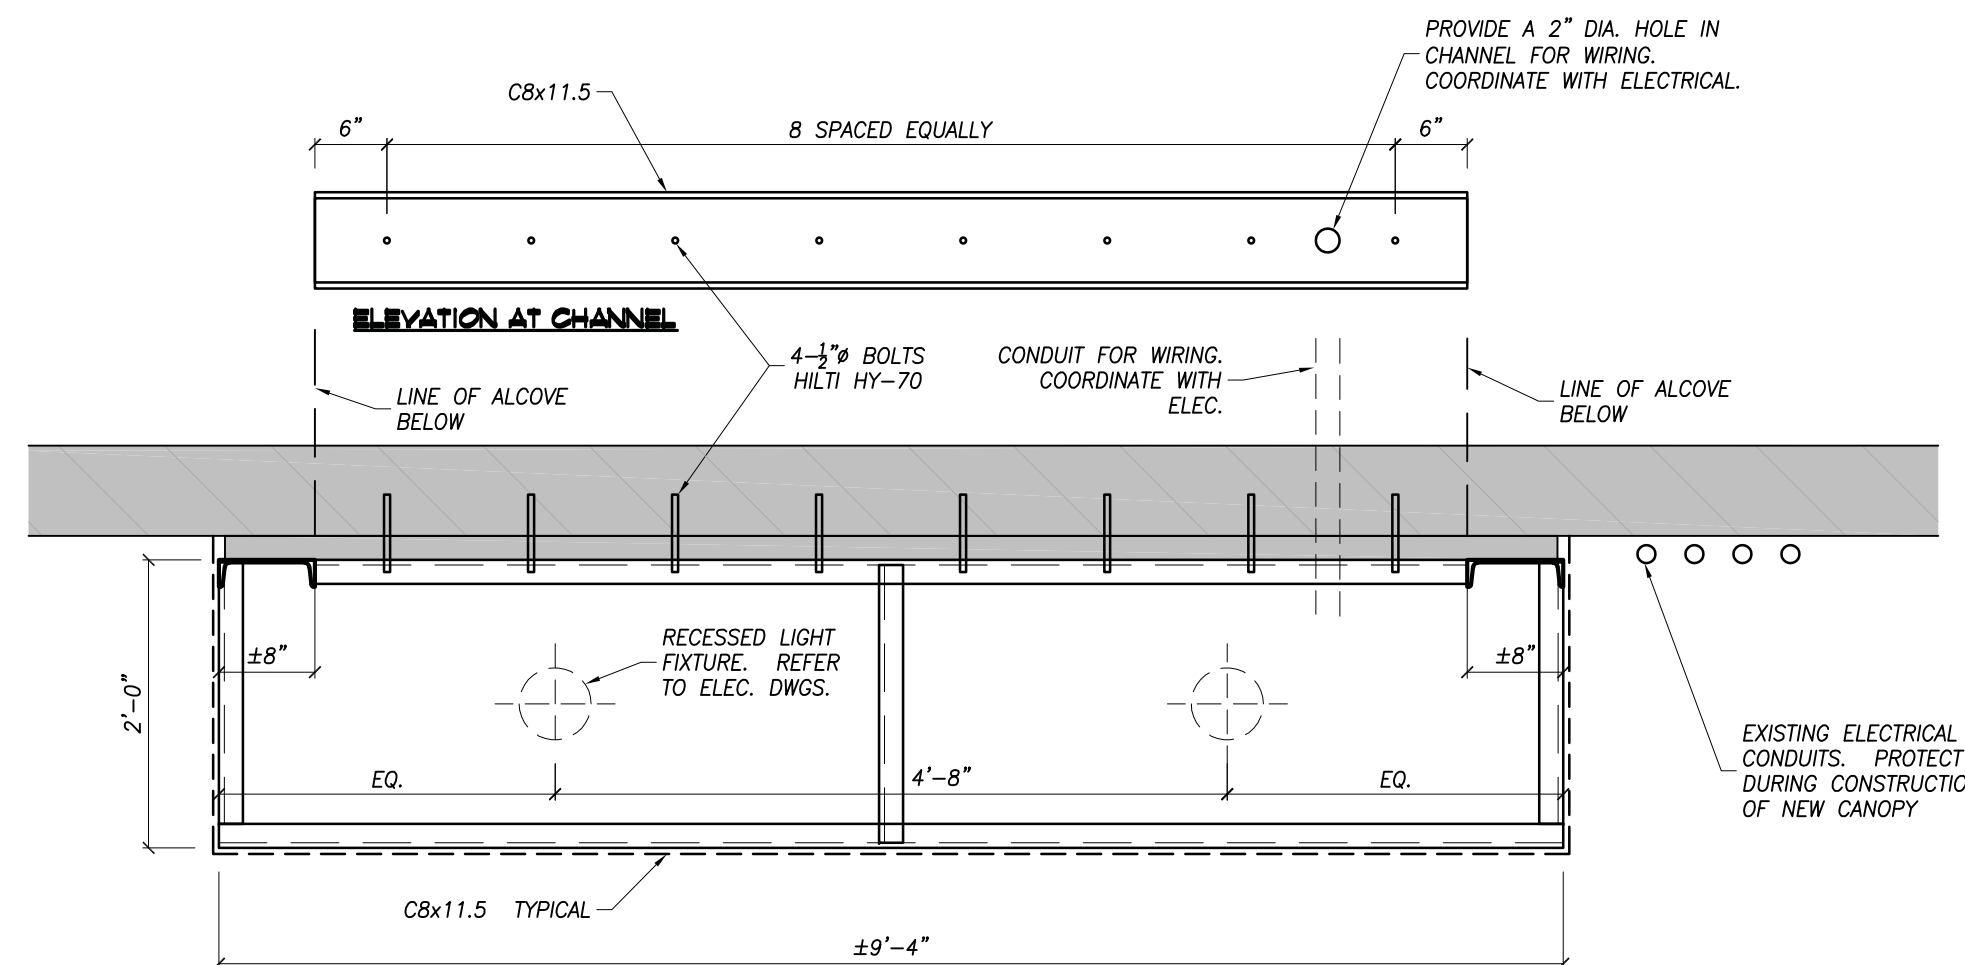 PROVIDE A 2" DIA. HOLE IN
CHANNEL FOR WIRING.
COORDINATE WITH ELECTRICAL.
C8x11.5
6"
8 SPACED EQUALLY
6"
ELEVATION AT CHANNEL
4-1/2"ø BOLTS
HILTI HY-70
CONDUIT FOR WIRING.
COORDINATE WITH
ELEC.
LINE OF ALCOVE
BELOW
LINE OF ALCOVE
BELOW
±8"
RECESSED LIGHT
FIXTURE. REFER
TO ELEC. DWGS.
±8"
2'-0"
EQ.
4'-8"
EQ.
EXISTING ELECTRICAL
CONDUITS. PROTECT
DURING CONSTRUCTIO
OF NEW CANOPY
C8x11.5 TYPICAL
±9'-4"